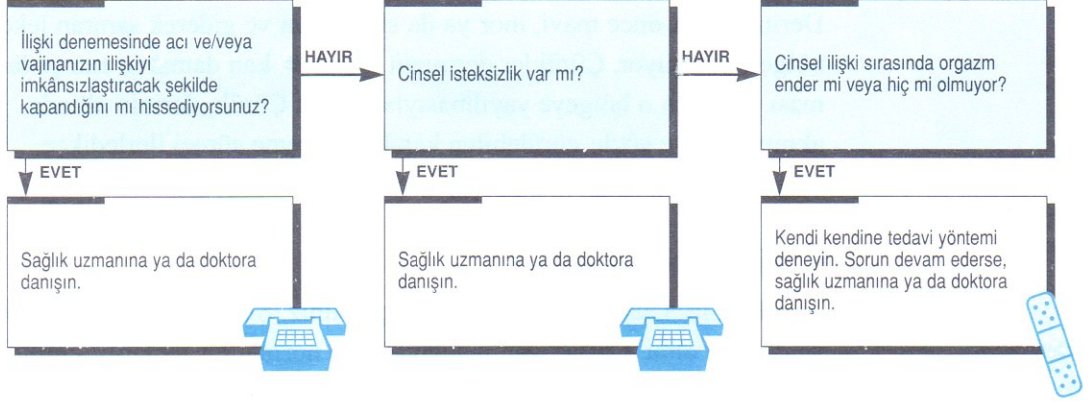 İlişki denemesinde acı ve/veya
vajinanızın ilişkiyi
imkânsızlaştıracak şekilde
kapandığını mı hissediyorsunuz?
HAYIR
Cinsel isteksizlik var mı?
HAYIR
Cinsel ilişki sırasında orgazm
ender mi veya hiç mi olmuyor?
EVET
EVET
EVET
Sağlık uzmanına ya da doktora
danışın.
Sağlık uzmanına ya da doktora
danışın.
Kendi kendine tedavi yöntemi
deneyin. Sorun devam ederse,
sağlık uzmanına ya da doktora
danışın.